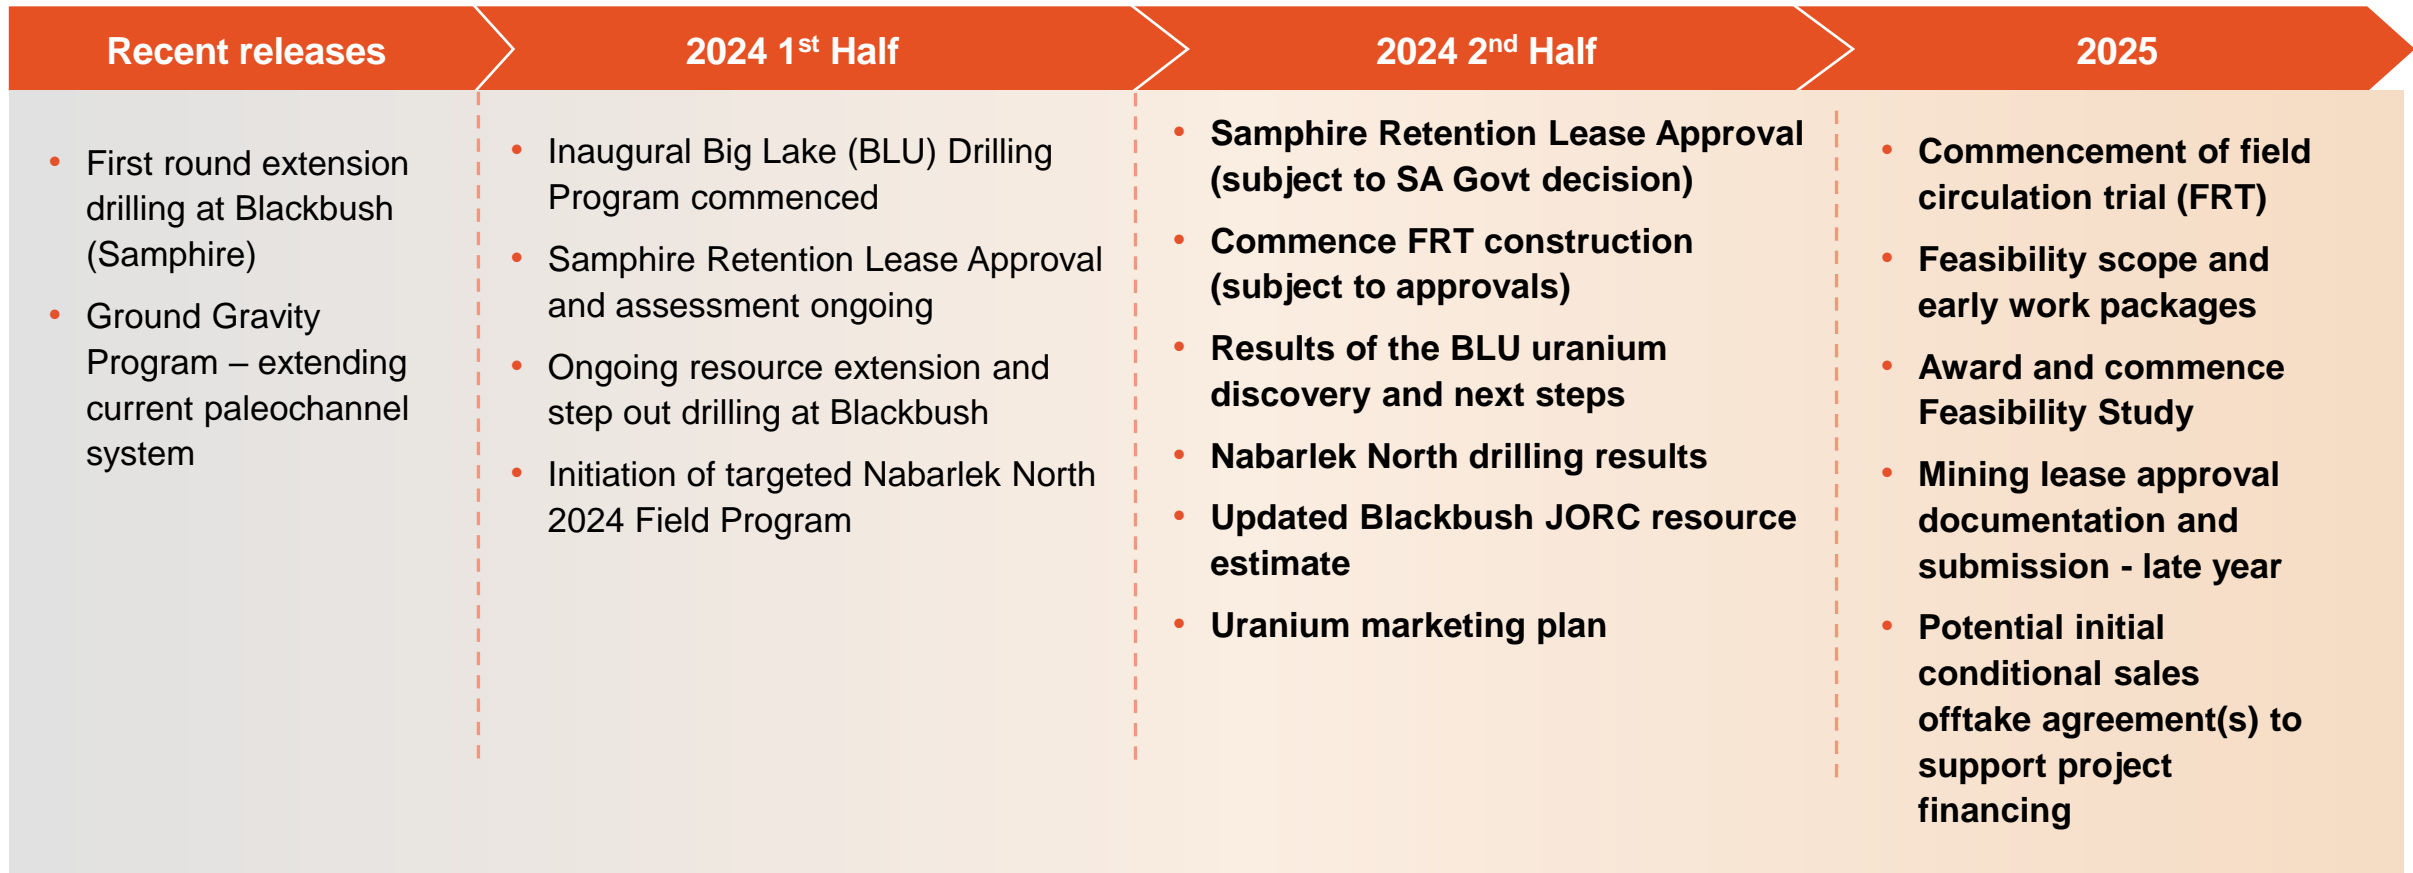 Recent releases
2024 1st Half
2024 2nd Half
2025
• First round extension
drilling at Blackbush
(Samphire)
• Ground Gravity
Program – extending
current paleochannel
system
• Inaugural Big Lake (BLU) Drilling
Program commenced
• Samphire Retention Lease Approval
and assessment ongoing
• Ongoing resource extension and
step out drilling at Blackbush
• Initiation of targeted Nabarlek North
2024 Field Program
• Samphire Retention Lease Approval
(subject to SA Govt decision)
• Commence FRT construction
(subject to approvals)
• Results of the BLU uranium
discovery and next steps
• Nabarlek North drilling results
• Updated Blackbush JORC resource
estimate
• Uranium marketing plan
• Commencement of field
circulation trial (FRT)
• Feasibility scope and
early work packages
• Award and commence
Feasibility Study
• Mining lease approval
documentation and
submission - late year
• Potential initial
conditional sales
offtake agreement(s) to
support project
financing